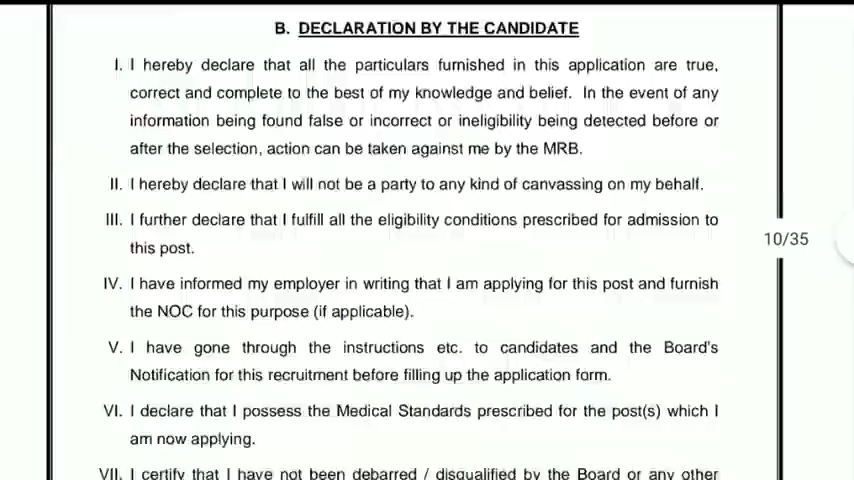 B. DECLARATION BY THE CANDIDATE
I. I hereby declare that all the particulars furnished in this application are true,
correct and complete to the best of my knowledge and belief. In the event of any
information being found false or incorrect or ineligibility being detected before or
after the selection, action can be taken against me by the MRB.
II. I hereby declare that I will not be a party to any kind of canvassing on my behalf.
III. I further declare that I fulfill all the eligibility conditions prescribed for admission to
this post.
10/35
IV. I have informed my employer in writing that I am applying for this post and furnish
the NOC for this purpose (if applicable).
V. I have gone through the instructions etc. to candidates and the Board's
Notification for this recruitment before filling up the application form.
VI. I declare that I possess the Medical Standards prescribed for the post(s) which I
am now applying.
VII. I certify that I have not been debarred / disqualified by the Board or any other